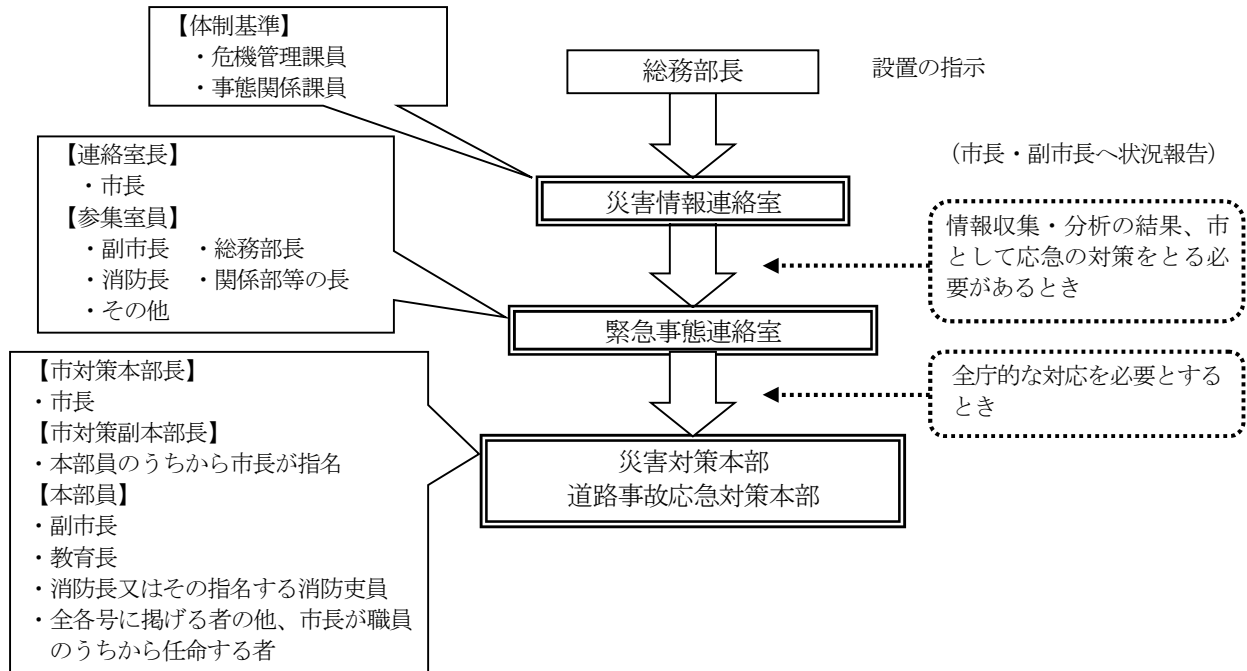 【体制基準】
・危機管理課員
・事態関係課員
総務部長
設置の指示
(市長・副市長へ状況報告)
災害情報連絡室
【連絡室長】
・市長
【参集室員】
・副市長 ・総務部長
・消防長 ・関係部等の長
・その他
情報収集・分析の結果、市
として応急の対策をとる必
要があるとき
緊急事態連絡室
全庁的な対応を必要とする
とき
【市対策本部長】
・市長
【市対策副本部長】
・本部員のうちから市長が指名
【本部員】
・副市長
・教育長
・消防長又はその指名する消防吏員
・全各号に掲げる者の他、市長が職員
のうちから任命する者
災害対策本部
道路事故応急対策本部